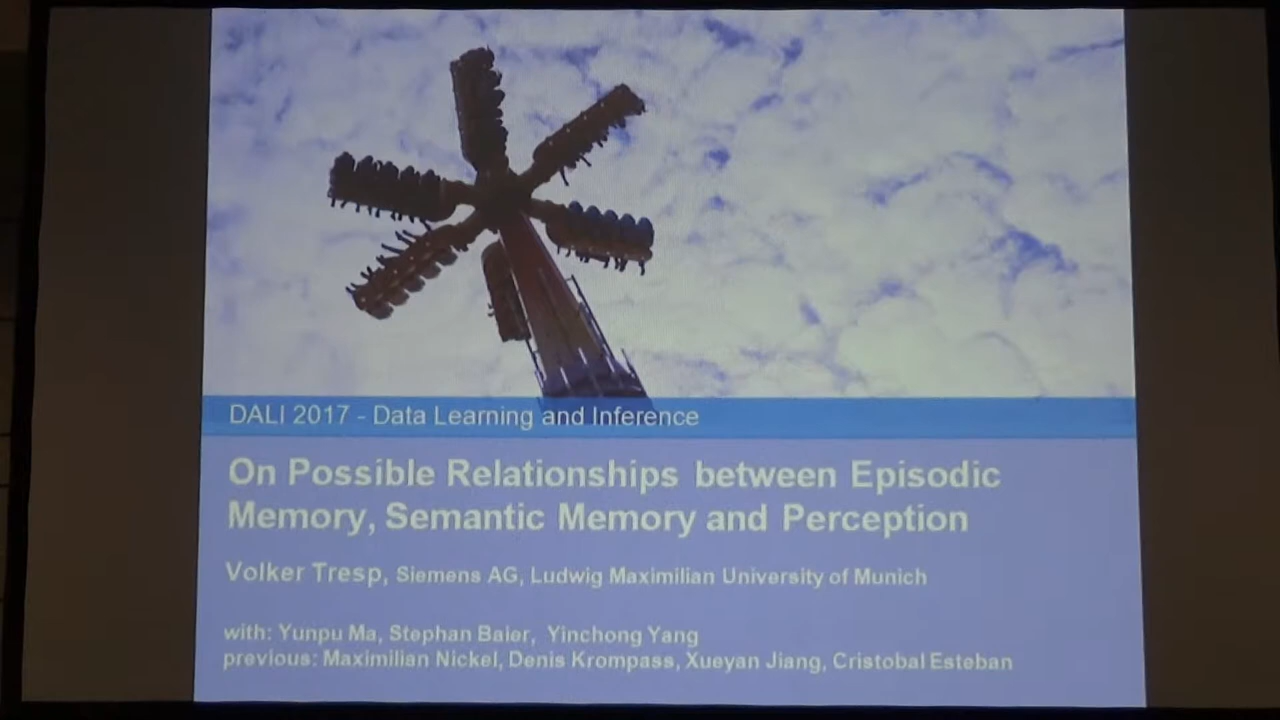 DALI 2017 - Data Learning and Inference
On Possible Relationships between Episodic
Memory, Semantic Memory and Perception
Volker Tresp, Siemens AG, Ludwig Maximilian University of Munich
with: Yunpu Ma, Stephan Baier, Yinchong Yang
previous: Maximilian Nickel, Denis Krompass, Xueyan Jiang, Cristobal Esteban